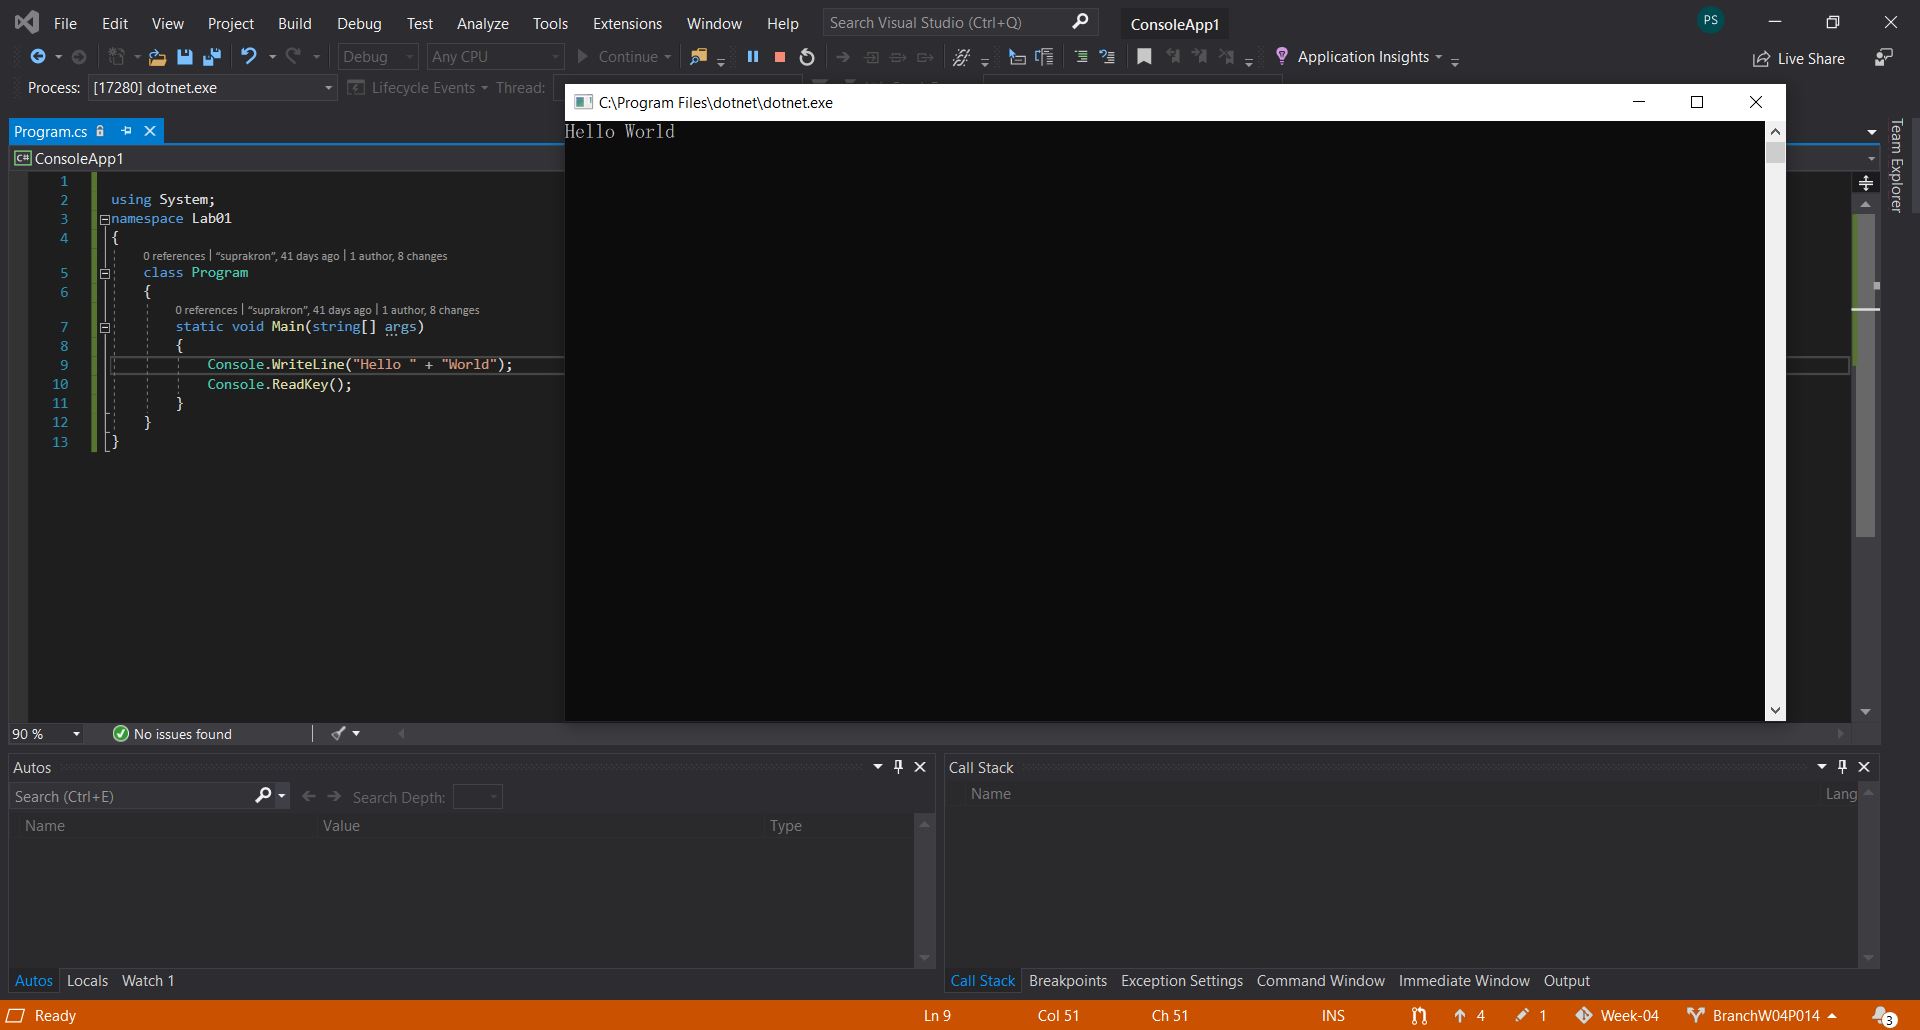 File Edit View Project Build Debug Test Analyze Tools Extensions Window Help Search Visual Studio (Ctrl+Q) ConsoleApp1 PS
Debug Any CPU Continue Application Insights Live Share
Process: [17280] dotnet.exe Lifecycle Events Thread:
C:\Program Files\dotnet\dotnet.exe
Hello World
Program.cs
ConsoleApp1
Team Explorer
1
2 using System;
3 namespace Lab01
4 {
0 references | "suprakron", 41 days ago | 1 author, 8 changes
5 class Program
6 {
0 references | "suprakron", 41 days ago | 1 author, 8 changes
7 static void Main(string[] args)
8 {
9 Console.WriteLine("Hello " + "World");
10 Console.ReadKey();
11 }
12 }
13 }
90 % No issues found
Autos
Search (Ctrl+E) Search Depth:
Name Value Type
Autos Locals Watch 1
Call Stack
Name Lang
Call Stack Breakpoints Exception Settings Command Window Immediate Window Output
Ready Ln 9 Col 51 Ch 51 INS 4 1 Week-04 BranchW04P014 3